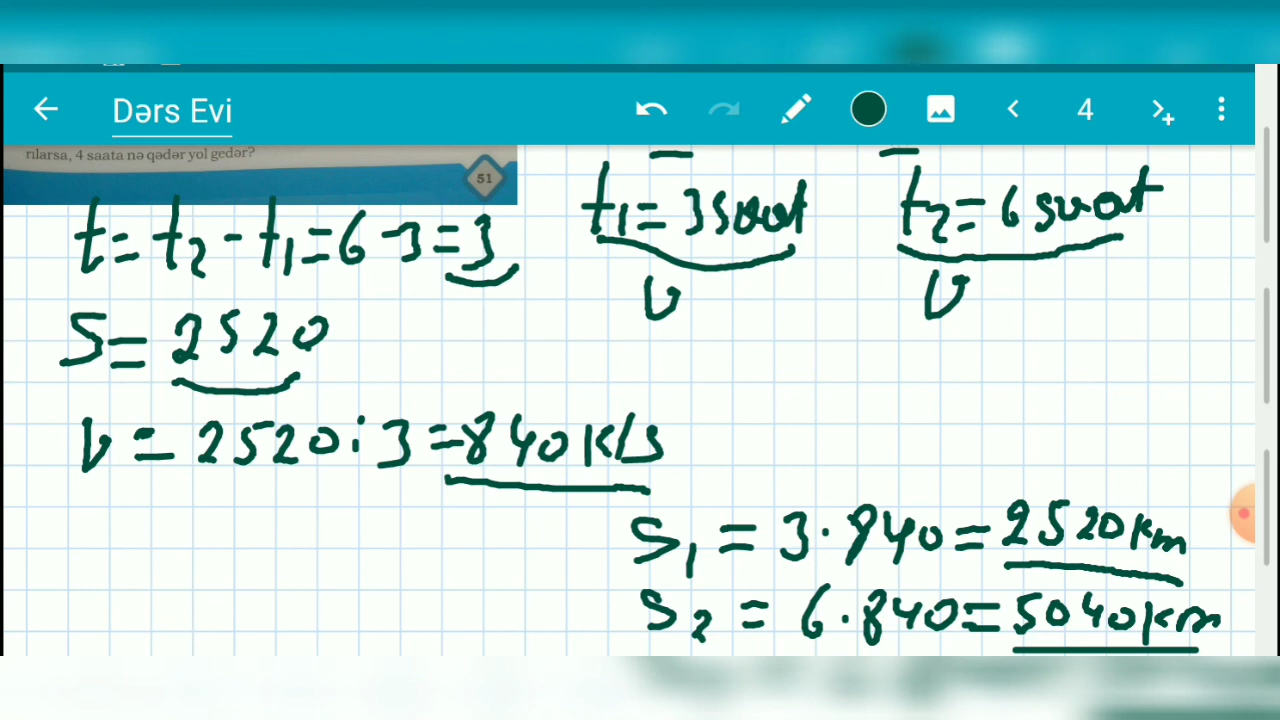 Dərs Evi
4
rılarsa, 4 saata nə qədər yol gedər?
51
t₁=3 saat
t₂=6 saat
t=t₂-t₁=6-3=3
V
V
S=2520
V=2520:3=840 k/s
S₁=3·840=2520 km
S₂=6·840=5040 km